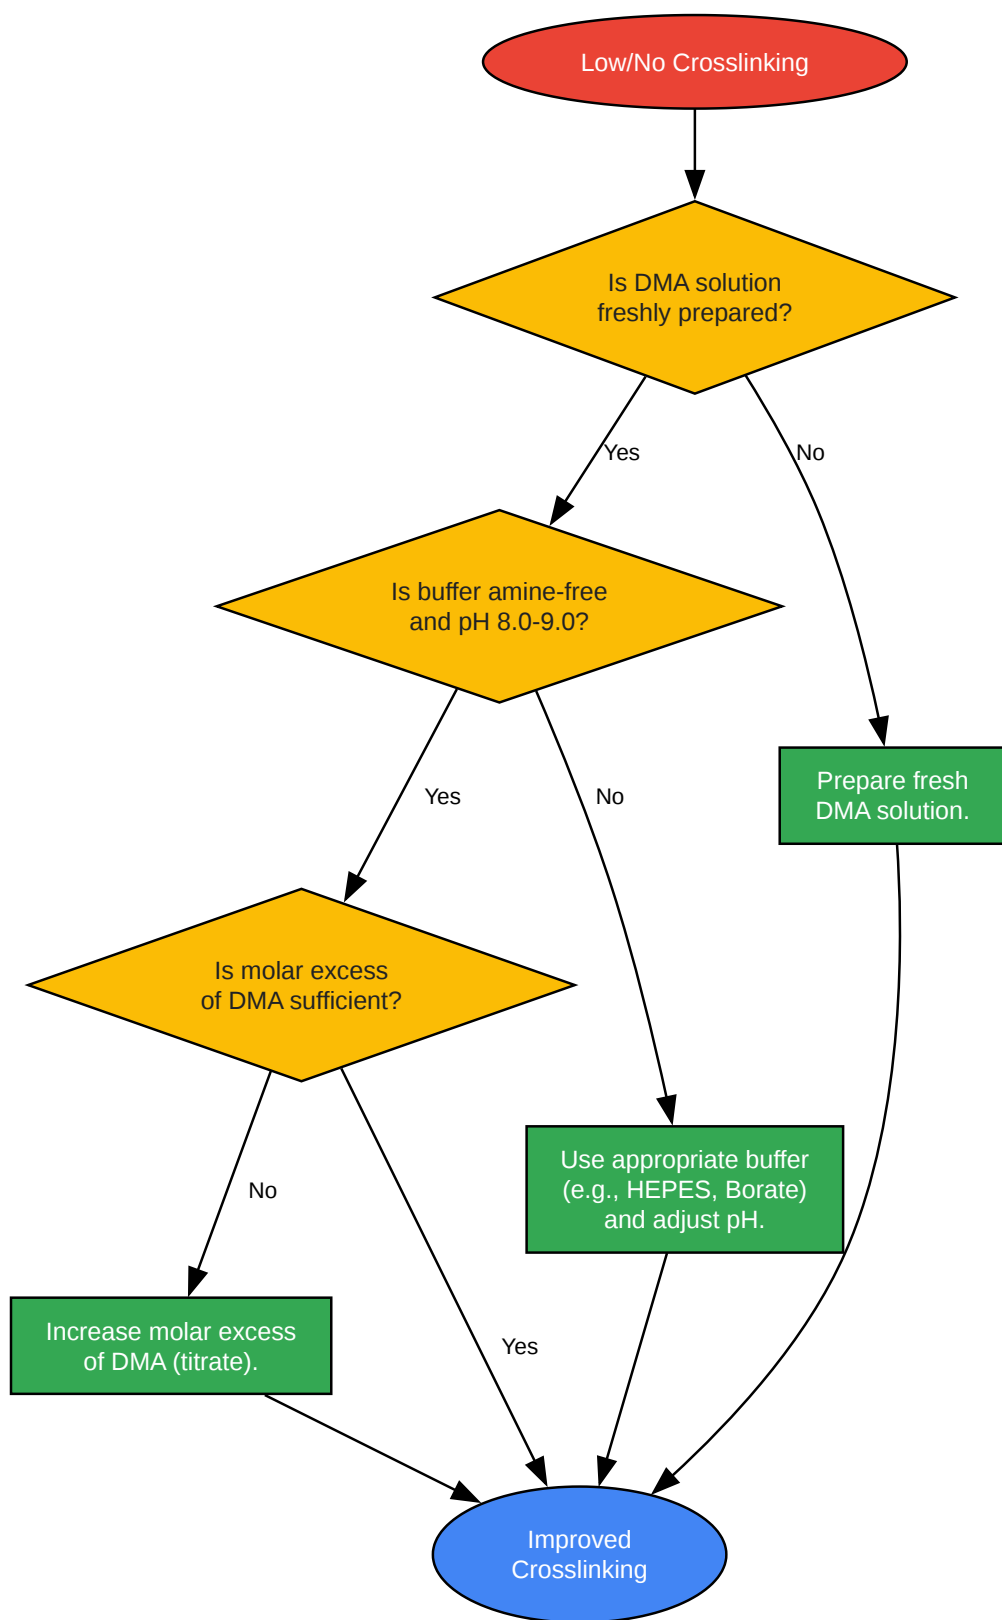 Low/No Crosslinking
Is DMA solution
freshly prepared?
Yes
No
Is buffer amine-free
and pH 8.0-9.0?
Prepare fresh
DMA solution.
Yes
No
Is molar excess
of DMA sufficient?
Use appropriate buffer
(e.g., HEPES, Borate)
and adjust pH.
No
Increase molar excess
of DMA (titrate).
Yes
Improved
Crosslinking